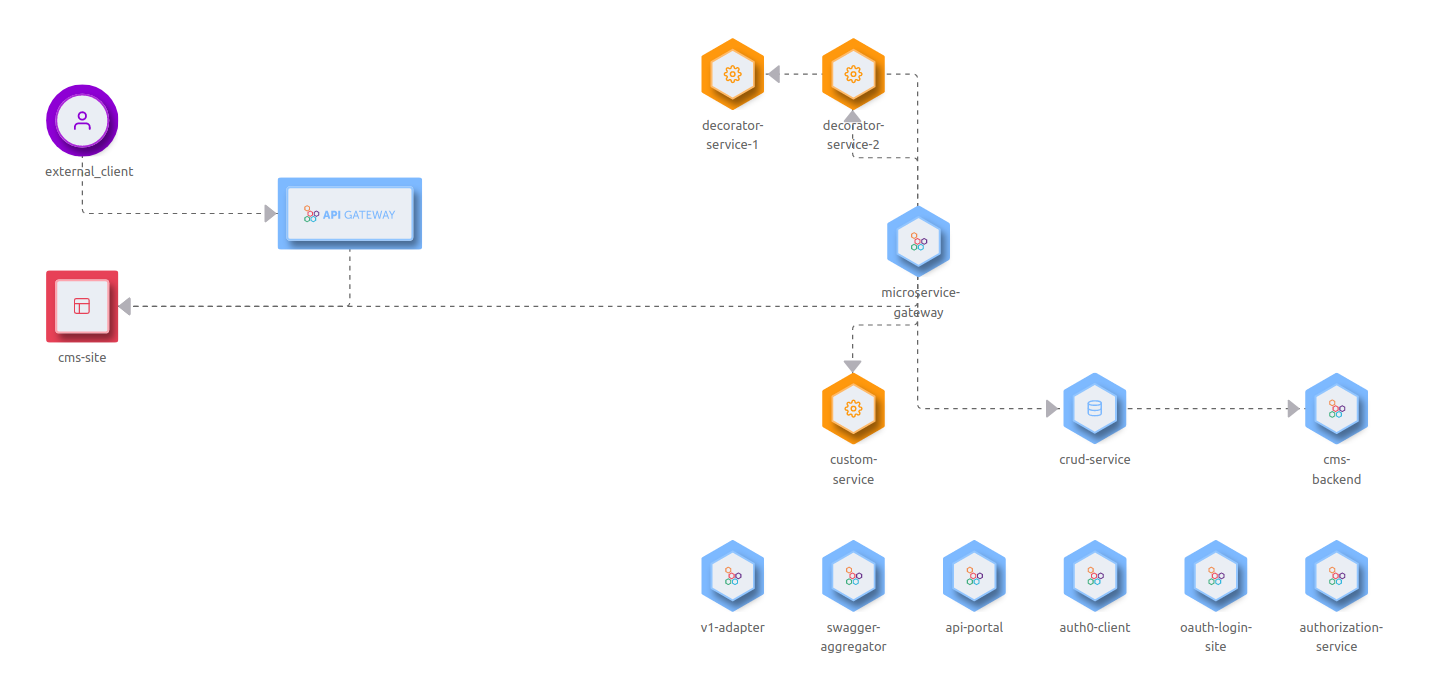 decorator-
service-1
decorator-
service-2
external_client
API GATEWAY
microservice-
gateway
cms-site
custom-
service
crud-service
cms-
backend
v1-adapter
swagger-
aggregator
api-portal
auth0-client
oauth-login-
site
authorization-
service